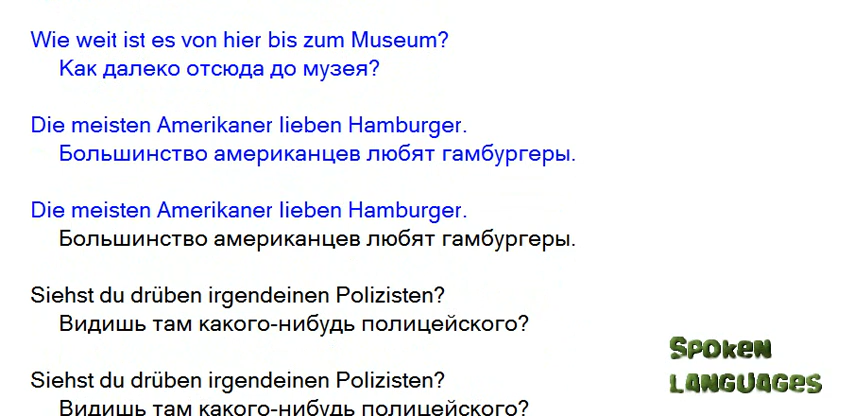 Wie weit ist es von hier bis zum Museum?
Как далеко отсюда до музея?
Die meisten Amerikaner lieben Hamburger.
Большинство американцев любят гамбургеры.
Die meisten Amerikaner lieben Hamburger.
Большинство американцев любят гамбургеры.
Siehst du drüben irgendeinen Polizisten?
Видишь там какого-нибудь полицейского?
Siehst du drüben irgendeinen Polizisten?
Видишь там какого-нибудь полицейского?
Spoken
Languages